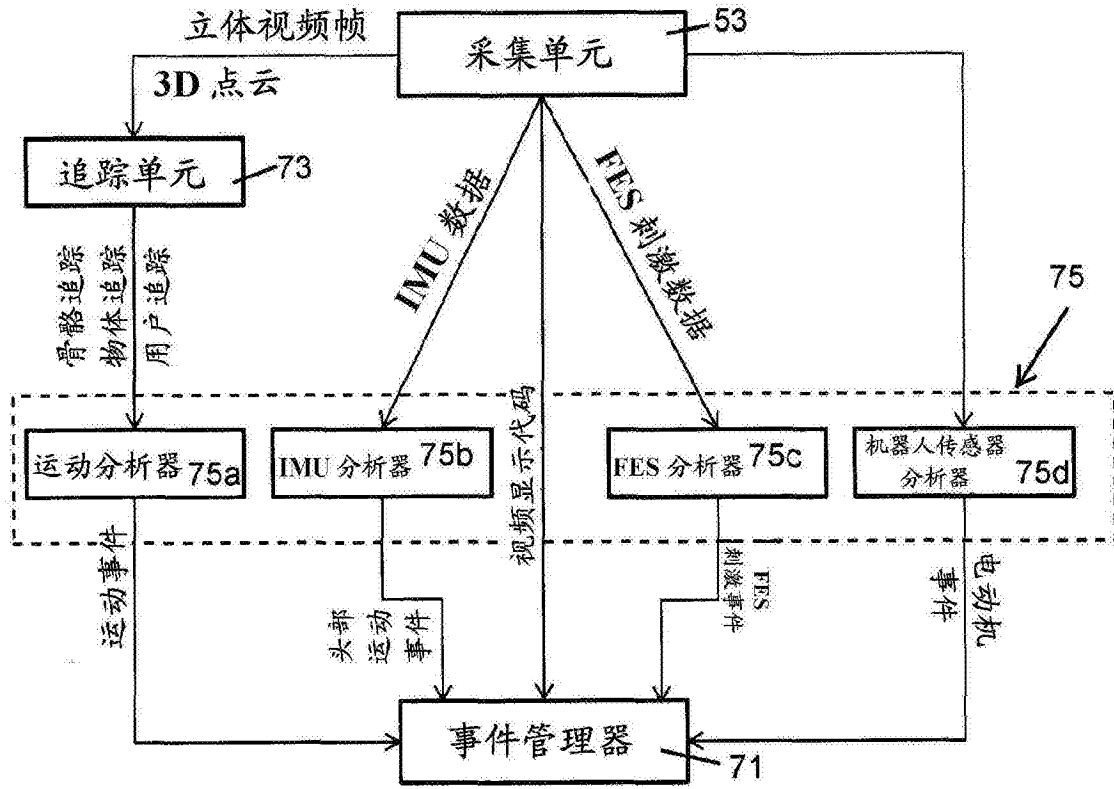 立体视频帧
采集单元
53
3D 点云
追踪单元
73
IMU 数据
FES 刺激数据
骨骼追踪
物体追踪
用户追踪
75
视频显示代码
运动分析器
75a
IMU 分析器
75b
FES 分析器
75c
机器人传感器
分析器
75d
运动事件
头部
运动
事件
FES
刺激事件
电动机
事件
事件管理器
71